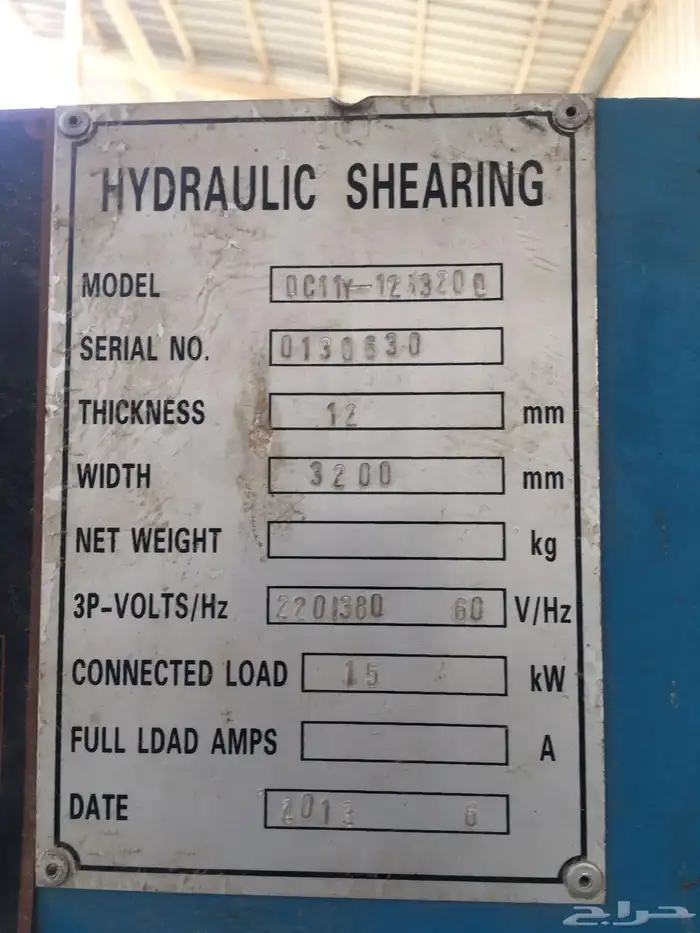 HYDRAULIC SHEARING
MODEL QC11Y-12X3200
SERIAL NO. 0130630
THICKNESS 12 mm
WIDTH 3200 mm
NET WEIGHT kg
3P-VOLTS/Hz 220/380 60 V/Hz
CONNECTED LOAD 15 kW
FULL LDAD AMPS A
DATE 2013 6
حراج